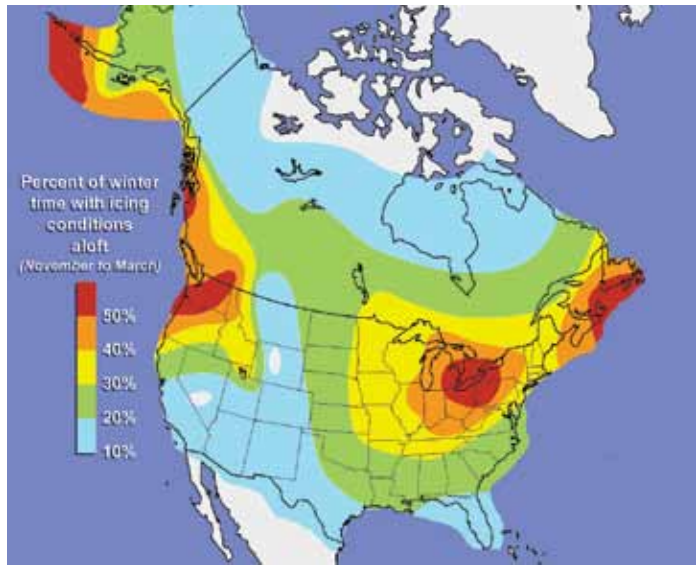 Percent of winter
time with icing
conditions
aloft
(November to March)
50%
40%
30%
20%
10%